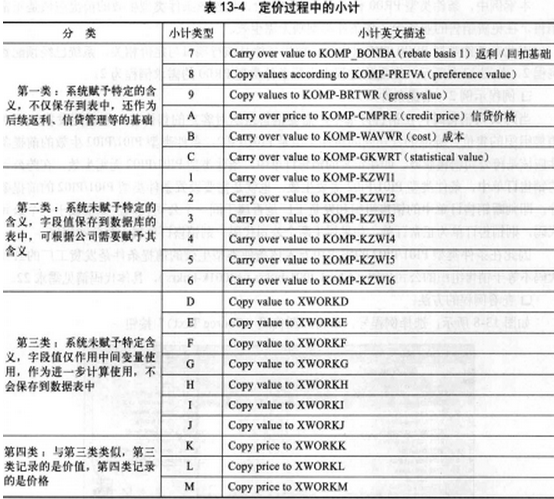 表 13-4 定价过程中的小计
分 类 小计类型 小计英文描述
第一类：系统赋予特定的含
义，不仅保存到表中，还作为
后续返利、信贷管理等的基础
7 Carry over value to KOMP_BONBA (rebate basis 1) 返利 / 回扣基础
8 Copy values according to KOMP-PREVA (preference value)
9 Copy values to KOMP-BRTWR (gross value)
A Carry over price to KOMP-CMPRE (credit price) 信贷价格
B Carry over value to KOMP-WAVWR (cost) 成本
C Carry over value to KOMP-GKWRT (statistical value)
第二类：系统未赋予特定的
含义，字段值保存到数据库的
表中，可根据公司需要赋予其
含义
1 Carry over value to KOMP-KZWI1
2 Carry over value to KOMP-KZWI2
3 Carry over value to KOMP-KZWI3
4 Carry over value to KOMP-KZWI4
5 Carry over value to KOMP-KZWI5
6 Carry over value to KOMP-KZWI6
第三类：系统未赋予特定含
义，字段值仅作用中间变量使
用，作为进一步计算使用，不
会保存到数据表中
D Copy value to XWORKD
E Copy value to XWORKE
F Copy value to XWORKF
G Copy value to XWORKG
H Copy value to XWORKH
I Copy value to XWORKI
J Copy value to XWORKJ
第四类：与第三类类似，第三
类记录的是价值，第四类记录
的是价格
K Copy price to XWORKK
L Copy price to XWORKL
M Copy price to XWORKM